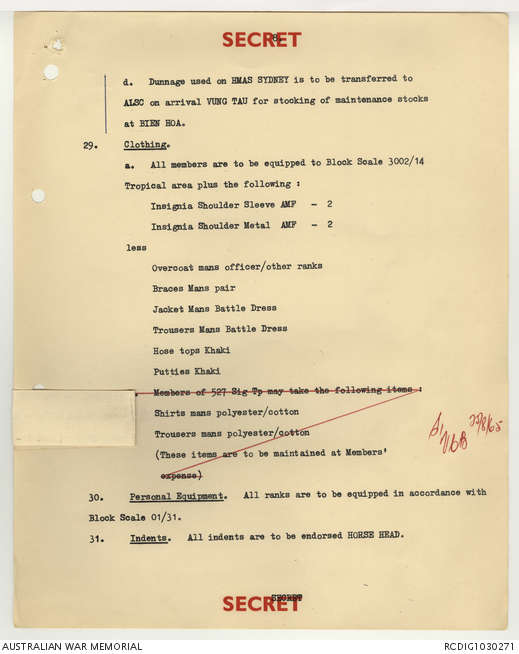 SECRET
d. Dunnage used on HMAS SYDNEY is to be transferred to
ALSC on arrival VUNG TAU for stocking of maintenance stocks
at BIEN HOA.
29. Clothing.
a. All members are to be equipped to Block Scale 3002/14
Tropical area plus the following :
Insignia Shoulder Sleeve AMF - 2
Insignia Shoulder Metal AMF - 2
less
Overcoat mans officer/other ranks
Braces Mans pair
Jacket Mans Battle Dress
Trousers Mans Battle Dress
Hose tops Khaki
Putties Khaki
Members of 527 Sig Tp may take the following items :
Shirts mans polyester/cotton
Trousers mans polyester/cotton
(These items are to be maintained at Members'
expense)
30. Personal Equipment. All ranks are to be equipped in accordance with
Block Scale 01/31.
31. Indents. All indents are to be endorsed HORSE HEAD.
SECRET
SECRET
AUSTRALIAN WAR MEMORIAL
RCDIG1030271